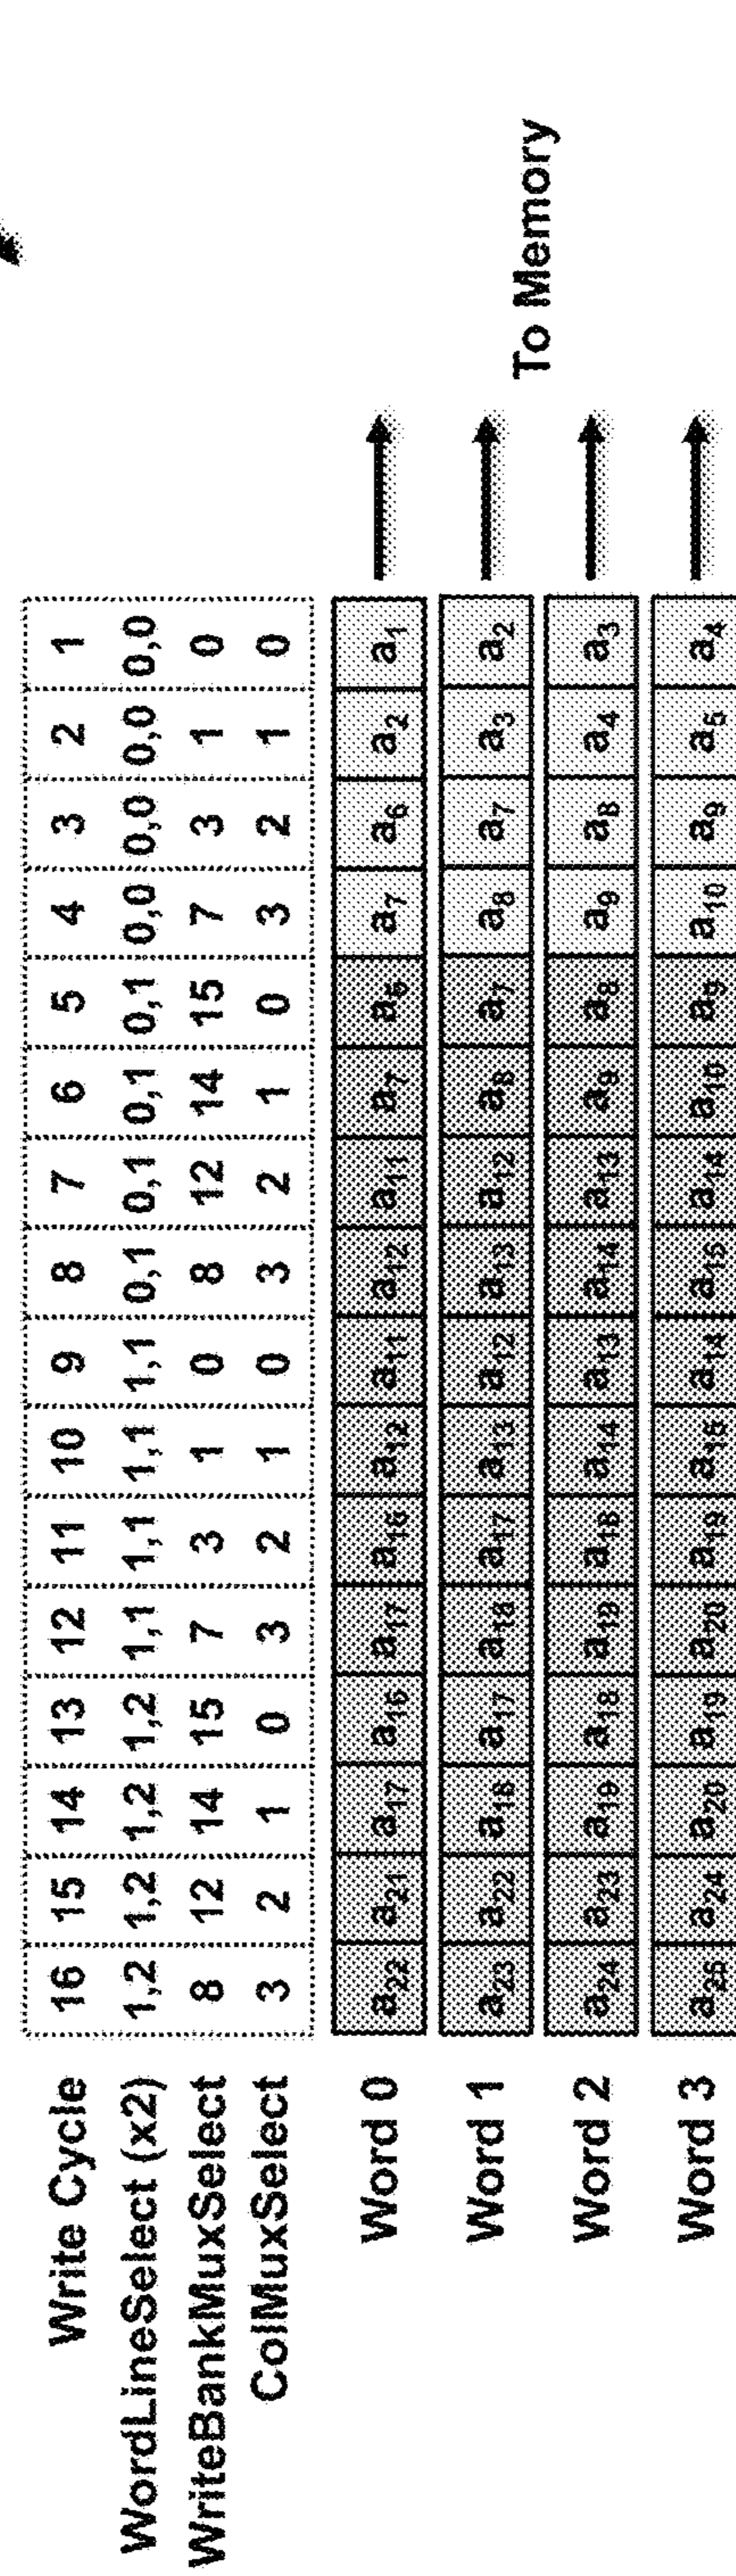 Write Cycle 16 15 14 13 12 11 10 9 8 7 6 5 4 3 2 1
WordLineSelect (x2) 1,2 1,2 1,2 1,2 1,1 1,1 1,1 1,1 0,1 0,1 0,1 0,1 0,0 0,0 0,0 0,0
WriteBankMuxSelect 8 12 14 15 7 3 1 0 8 12 14 15 7 3 1 0
ColMuxSelect 3 2 1 0 3 2 1 0 3 2 1 0 3 2 1 0
Word 0 a₂₂ a₂₁ a₁₇ a₁₆ a₁₇ a₁₆ a₁₂ a₁₁ a₁₂ a₁₁ a₇ a₆ a₇ a₆ a₂ a₁
Word 1 a₂₃ a₂₂ a₁₈ a₁₇ a₁₈ a₁₇ a₁₃ a₁₂ a₁₃ a₁₂ a₈ a₇ a₈ a₇ a₃ a₂
To Memory
Word 2 a₂₄ a₂₃ a₁₉ a₁₈ a₁₉ a₁₈ a₁₄ a₁₃ a₁₄ a₁₃ a₉ a₈ a₉ a₈ a₄ a₃
Word 3 a₂₅ a₂₄ a₂₀ a₁₉ a₂₀ a₁₉ a₁₅ a₁₄ a₁₅ a₁₄ a₁₀ a₉ a₁₀ a₉ a₅ a₄